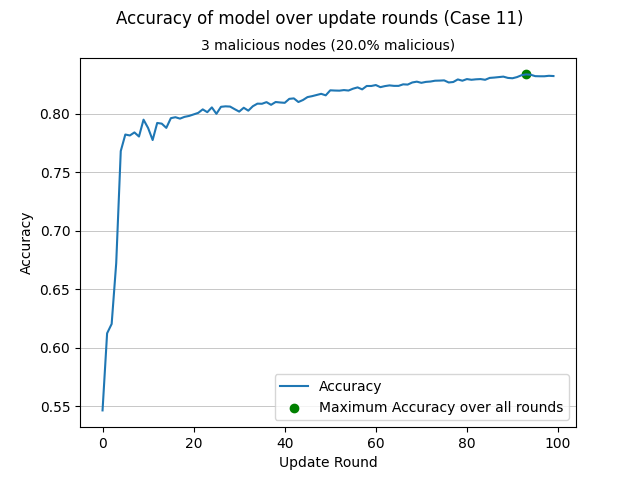 Accuracy of model over update rounds (Case 11)
3 malicious nodes (20.0% malicious)
0.80
0.75
0.70
0.65
0.60
0.55
Accuracy
0 20 40 60 80 100
Update Round
Accuracy
Maximum Accuracy over all rounds